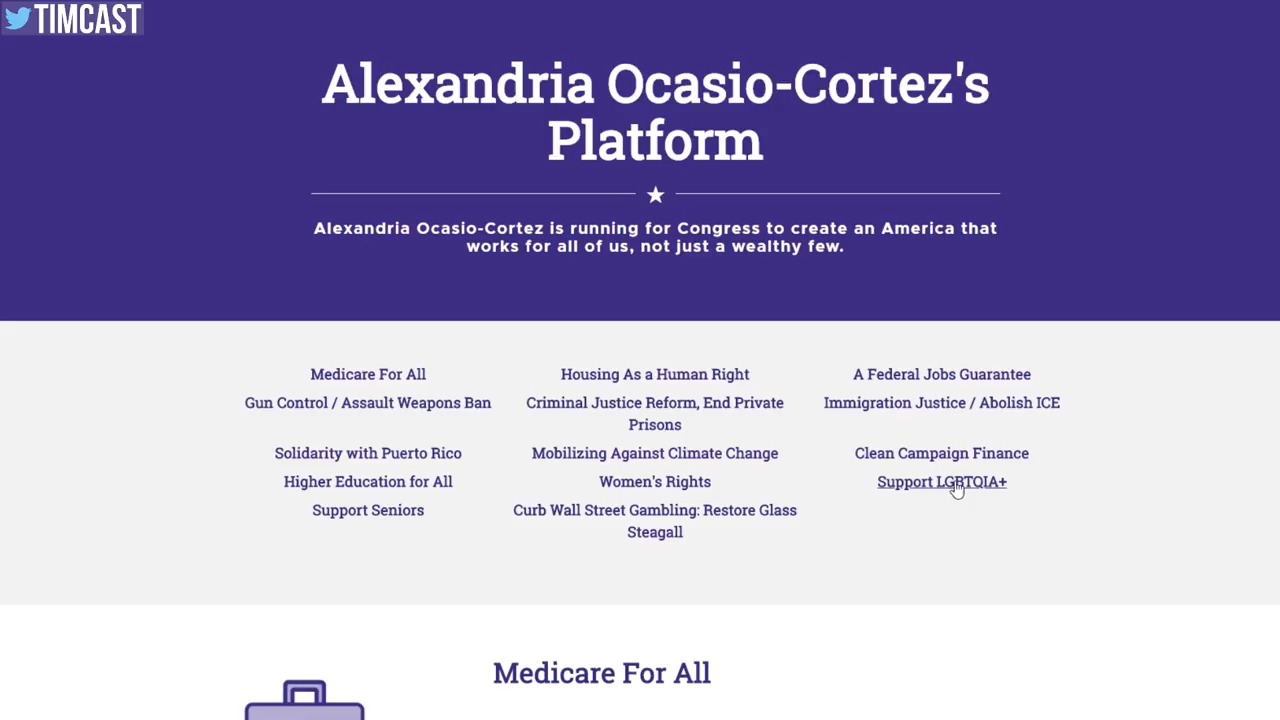 TIMCAST
Alexandria Ocasio-Cortez's
Platform
Alexandria Ocasio-Cortez is running for Congress to create an America that
works for all of us, not just a wealthy few.
Medicare For All
Housing As a Human Right
A Federal Jobs Guarantee
Gun Control / Assault Weapons Ban
Criminal Justice Reform, End Private
Prisons
Immigration Justice / Abolish ICE
Solidarity with Puerto Rico
Mobilizing Against Climate Change
Clean Campaign Finance
Higher Education for All
Women's Rights
Support LGBTQIA+
Support Seniors
Curb Wall Street Gambling: Restore Glass
Steagall
Medicare For All